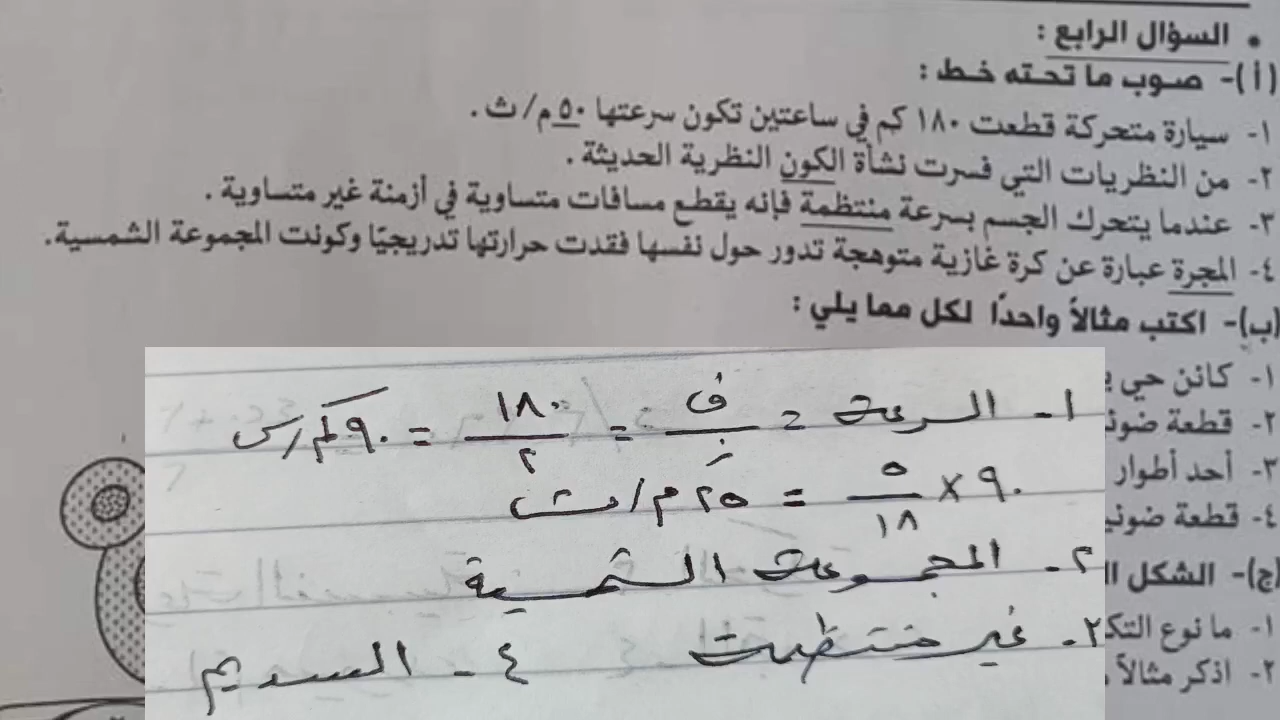 • السؤال الرابع :
(أ)- صوب ما تحته خط :
١- سيارة متحركة قطعت ١٨٠ كم في ساعتين تكون سرعتها ٥٠ م/ث .
٢- من النظريات التي فسرت نشأة الكون النظرية الحديثة .
٣- عندما يتحرك الجسم بسرعة منتظمة فإنه يقطع مسافات متساوية في أزمنة غير متساوية .
٤- المجرة عبارة عن كرة غازية متوهجة تدور حول نفسها فقدت حرارتها تدريجيًا وكونت المجموعة الشمسية.
(ب)- اكتب مثالاً واحدًا لكل مما يلي :
١- كائن حي
٢- قطعة
٣- أحد أطوار
٤- قطعة
(ج)- الشكل
١- ما نوع
٢- اذكر مثالاً
١- السرعة = ف / ز = ١٨٠ / ٢ = ٩٠ كم/س
٩٠ × ٥ / ١٨ = ٢٥ م/ث
٢- المجموعة الشمسية
٣- غير منتظمة ٤- السديم